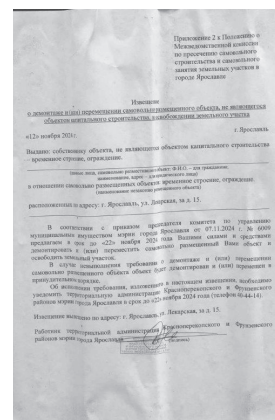 Приложение 2 к Положению о
Межведомственной комиссии
по пресечению самовольного
строительства и самовольного
занятия земельных участков в
городе Ярославле
Извещение
о демонтаже и (или) перемещении самовольно размещенного объекта, не являющегося
объектом капитального строительства, и освобождении земельного участка
«12» ноября 2024г.
г. Ярославль
Выдано: собственнику объекта, не являющегося объектом капитального строительства
- временное строение, ограждение.
в отношении самовольно размещенных объектов: временное строение, ограждение
расположенных по адресу: г. Ярославль, ул. за д. 15.
В соответствии с приказом председателя комитета по управлению
муниципальным имуществом мэрии города Ярославля от 07.11.2024 г. № 6009
предлагаем в срок до «22» ноября 2024 года Вашими силами и средствами
демонтировать и (или) переместить самовольно размещенный Вами объект и
освободить земельный участок.
В случае невыполнения требования о демонтаже и (или) перемещении
самовольно размещенного объекта объект будет демонтирован и (или) перемещен в
принудительном порядке.
Об исполнении требования, изложенного в настоящем извещении, необходимо
уведомить территориальную администрацию Красноперекопского и Фрунзенского
районов мэрии города Ярославля в срок до «22» ноября 2024 года (телефон 40-44-14).
Извещение выдано по адресу: г. Ярославль, ул. за д. 15.
Работник территориальной администрации Красноперекопского и Фрунзенского
районов мэрии города Ярославля